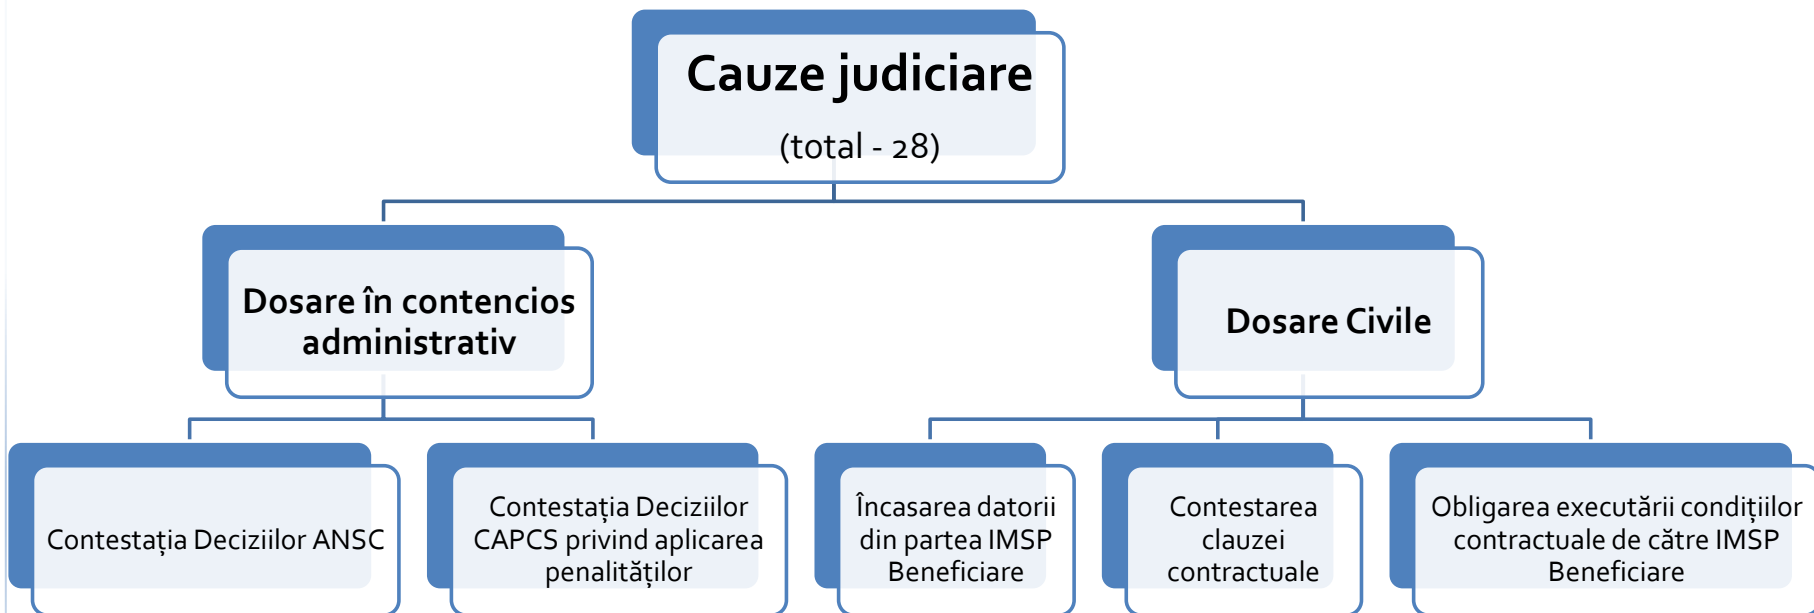 Cauze judiciare
(total - 28)
Dosare în contencios
administrativ
Dosare Civile
Contestația Deciziilor ANSC
Contestația Deciziilor
CAPCS privind aplicarea
penalităților
Încasarea datorii
din partea IMSP
Beneficiare
Contestarea
clauzei
contractuale
Obligarea executării condițiilor
contractuale de către IMSP
Beneficiare